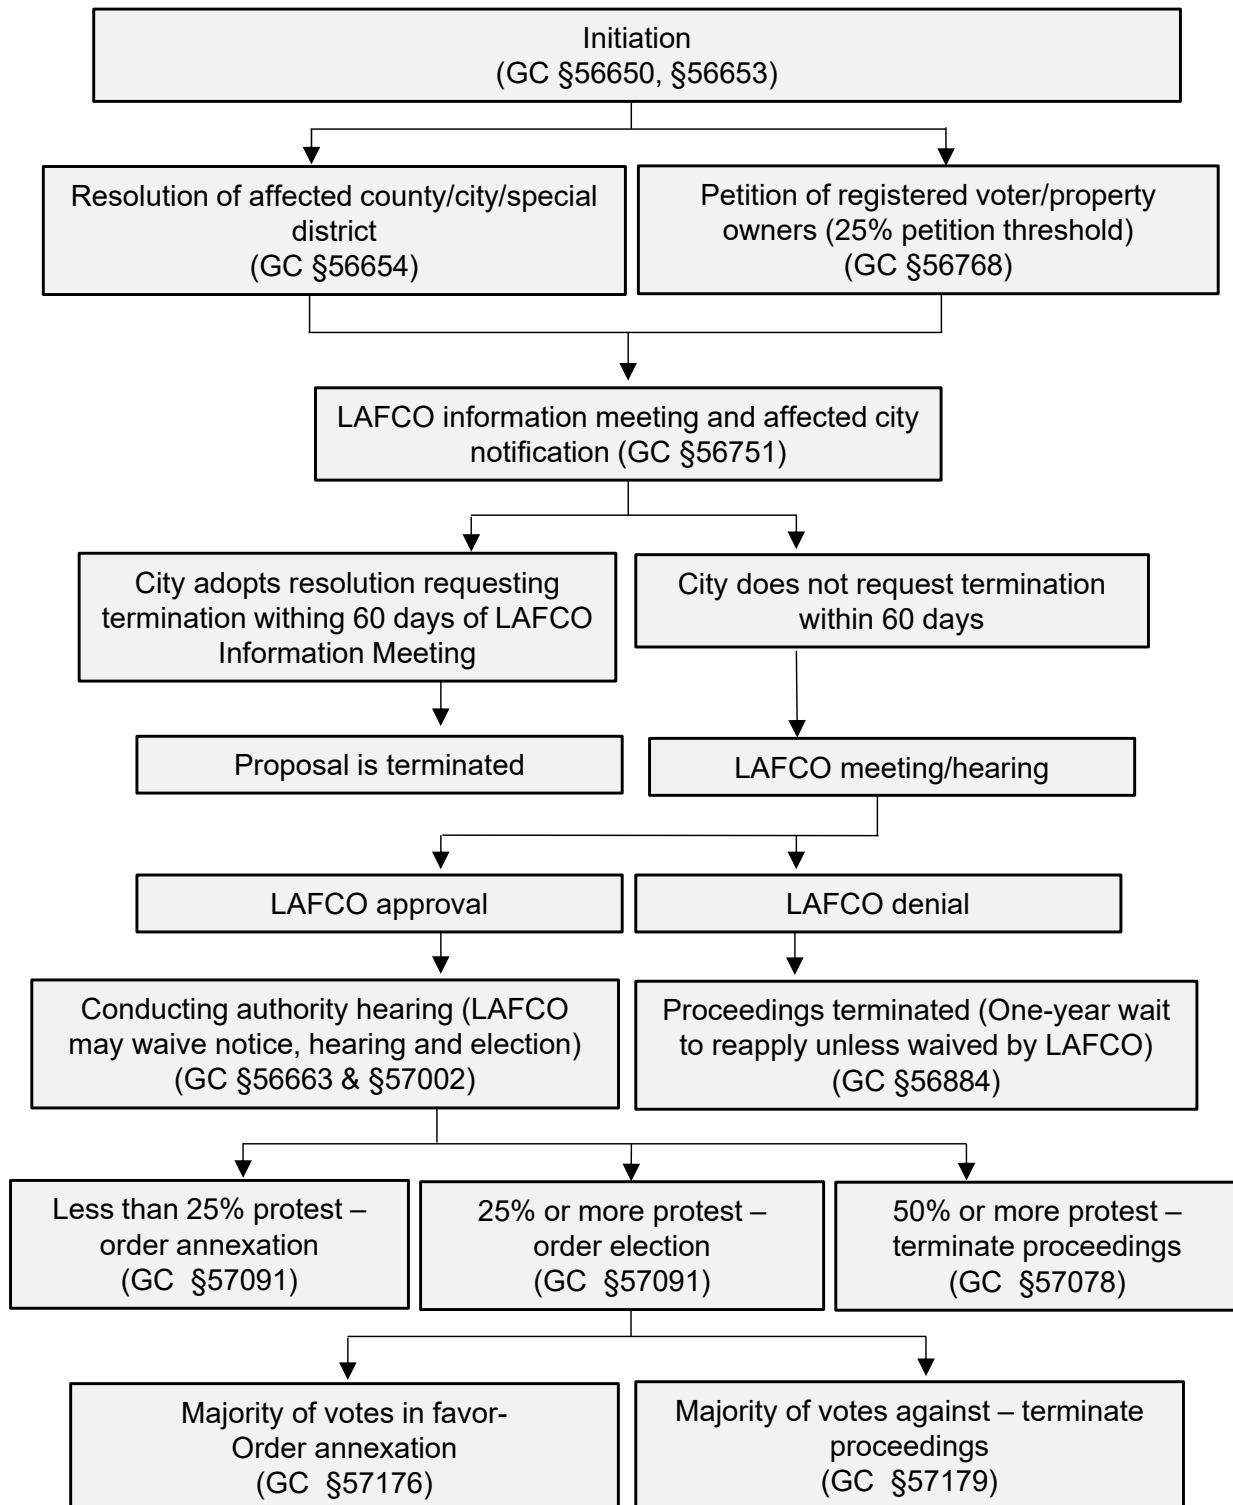 Initiation
(GC §56650, §56653)
Resolution of affected county/city/special
district
(GC §56654)
Petition of registered voter/property
owners (25% petition threshold)
(GC §56768)
LAFCO information meeting and affected city
notification (GC §56751)
City adopts resolution requesting
termination withing 60 days of LAFCO
Information Meeting
City does not request termination
within 60 days
Proposal is terminated
LAFCO meeting/hearing
LAFCO approval
LAFCO denial
Conducting authority hearing (LAFCO
may waive notice, hearing and election)
(GC §56663 & §57002)
Proceedings terminated (One-year wait
to reapply unless waived by LAFCO)
(GC §56884)
Less than 25% protest –
order annexation
(GC  §57091)
25% or more protest –
order election
(GC  §57091)
50% or more protest –
terminate proceedings
(GC  §57078)
Majority of votes in favor-
Order annexation
(GC  §57176)
Majority of votes against – terminate
proceedings
(GC  §57179)